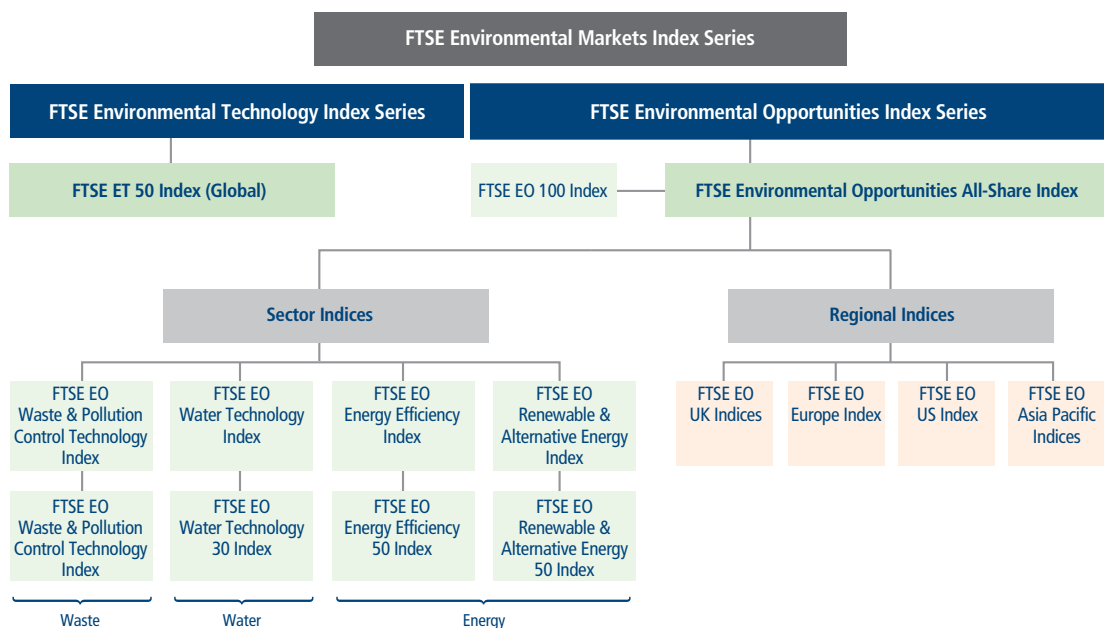 FTSE Environmental Markets Index Series
FTSE Environmental Technology Index Series
FTSE Environmental Opportunities Index Series
FTSE ET 50 Index (Global)
FTSE EO 100 Index
FTSE Environmental Opportunities All-Share Index
Sector Indices
Regional Indices
FTSE EO
Waste & Pollution
Control Technology
Index
FTSE EO
Water Technology
Index
FTSE EO
Energy Efficiency
Index
FTSE EO
Renewable &
Alternative Energy
Index
FTSE EO
UK Indices
FTSE EO
Europe Index
FTSE EO
US Index
FTSE EO
Asia Pacific
Indices
FTSE EO
Waste & Pollution
Control Technology
Index
FTSE EO
Water Technology
30 Index
FTSE EO
Energy Efficiency
50 Index
FTSE EO
Renewable &
Alternative Energy
50 Index
Waste
Water
Energy